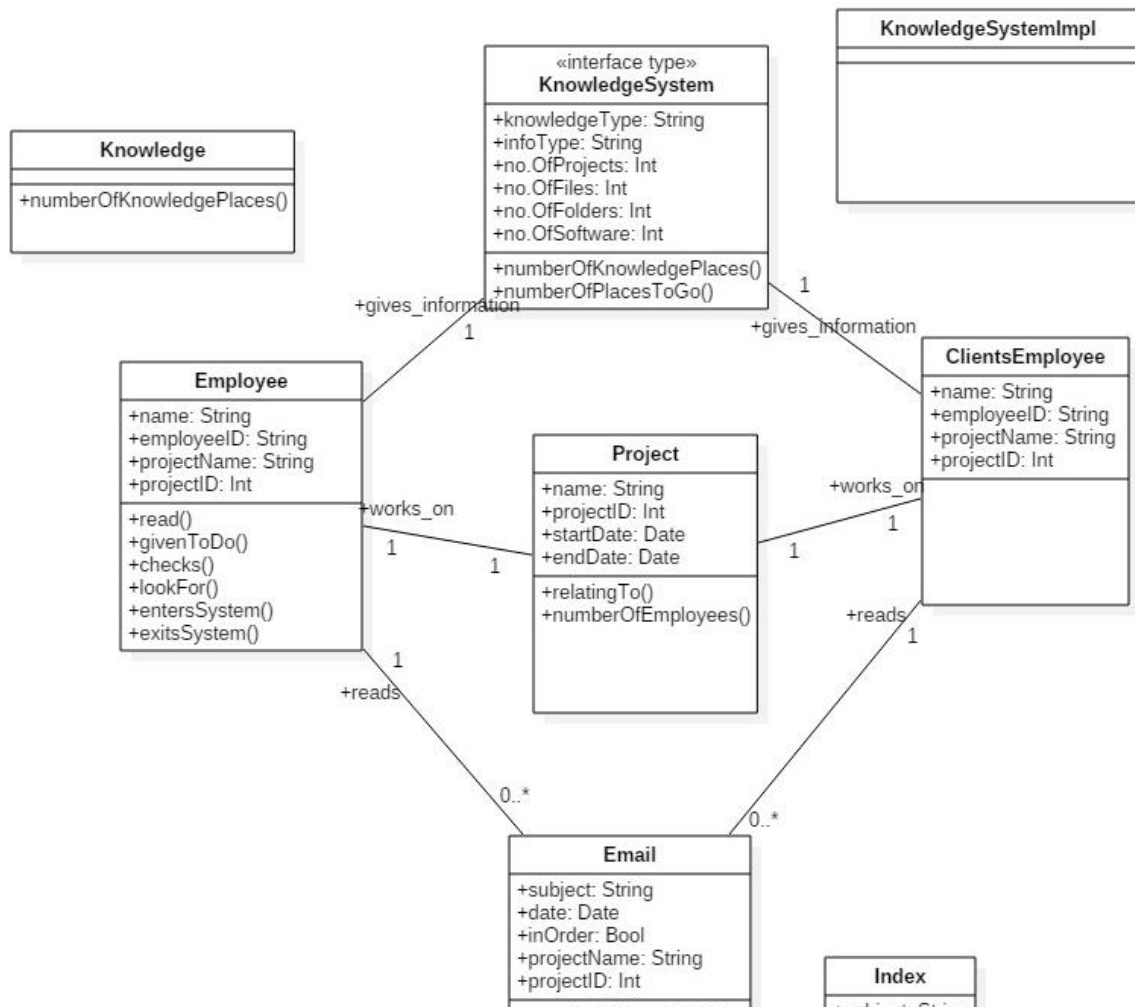 KnowledgeSystemImpl
«interface type»
KnowledgeSystem
+knowledgeType: String
+infoType: String
+no.OfProjects: Int
+no.OfFiles: Int
+no.OfFolders: Int
+no.OfSoftware: Int
+numberOfKnowledgePlaces()
+numberOfPlacesToGo()
Knowledge
+numberOfKnowledgePlaces()
+gives_information
1
1
+gives_information
Employee
+name: String
+employeeID: String
+projectName: String
+projectID: Int
+read()
+givenToDo()
+checks()
+lookFor()
+entersSystem()
+exitsSystem()
ClientsEmployee
+name: String
+employeeID: String
+projectName: String
+projectID: Int
Project
+name: String
+projectID: Int
+startDate: Date
+endDate: Date
+relatingTo()
+numberOfEmployees()
+works_on
1
1
+works_on
1
1
+reads
1
1
+reads
0..*
0..*
Email
+subject: String
+date: Date
+inOrder: Bool
+projectName: String
+projectID: Int
Index